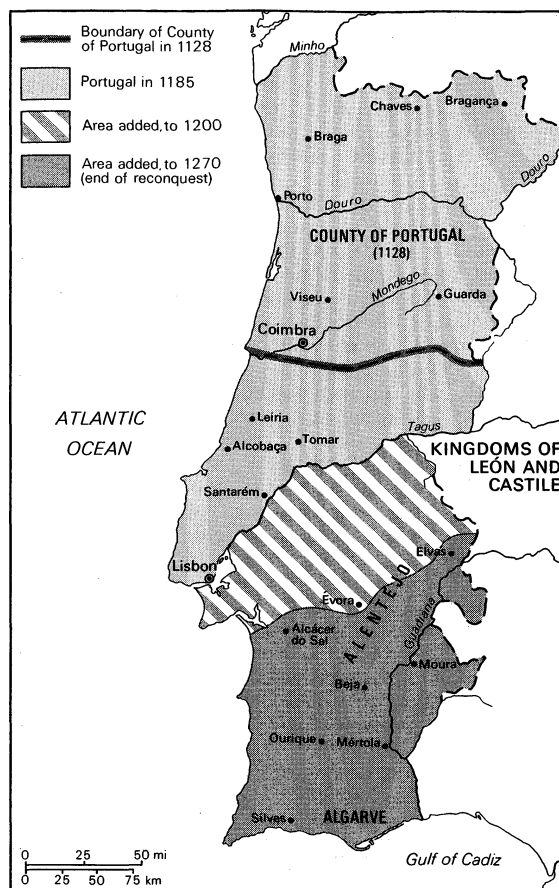 Boundary of County
of Portugal in 1128
Portugal in 1185
Area added, to 1200
Area added, to 1270
(end of reconquest)
Minho
Chaves
Bragança
Braga
Douro
Porto
Douro
COUNTY OF PORTUGAL
(1128)
Viseu
Mondego
Guarda
Coimbra
Leiria
ATLANTIC
OCEAN
Alcobaça
Tomar
Tagus
KINGDOMS OF
LEÓN AND
CASTILE
Santarém
Elvas
Lisbon
Évora
ALENTEJO
Guadiana
Alcácer
do Sal
Moura
Beja
Ourique
Mértola
Silves
ALGARVE
0 25 50 mi
0 25 50 75 km
Gulf of Cadiz